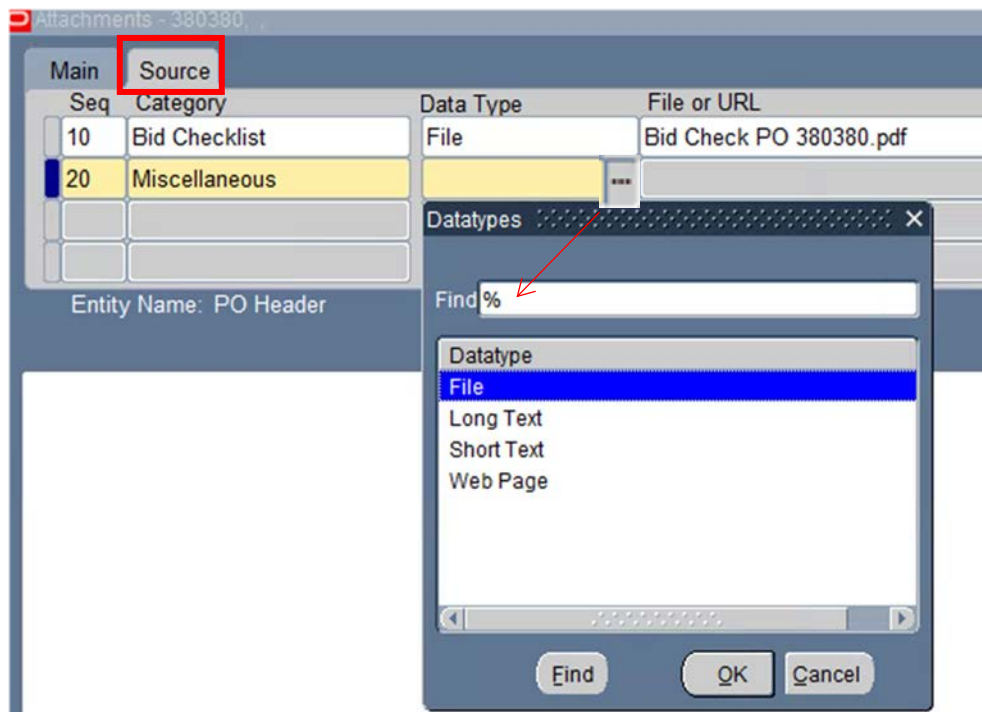 Attachments - 380380, ,
Main Source
Seq Category Data Type File or URL
10 Bid Checklist File Bid Check PO 380380.pdf
20 Miscellaneous ...
Datatypes
Find %
Entity Name: PO Header
Datatype
File
Long Text
Short Text
Web Page
Find OK Cancel